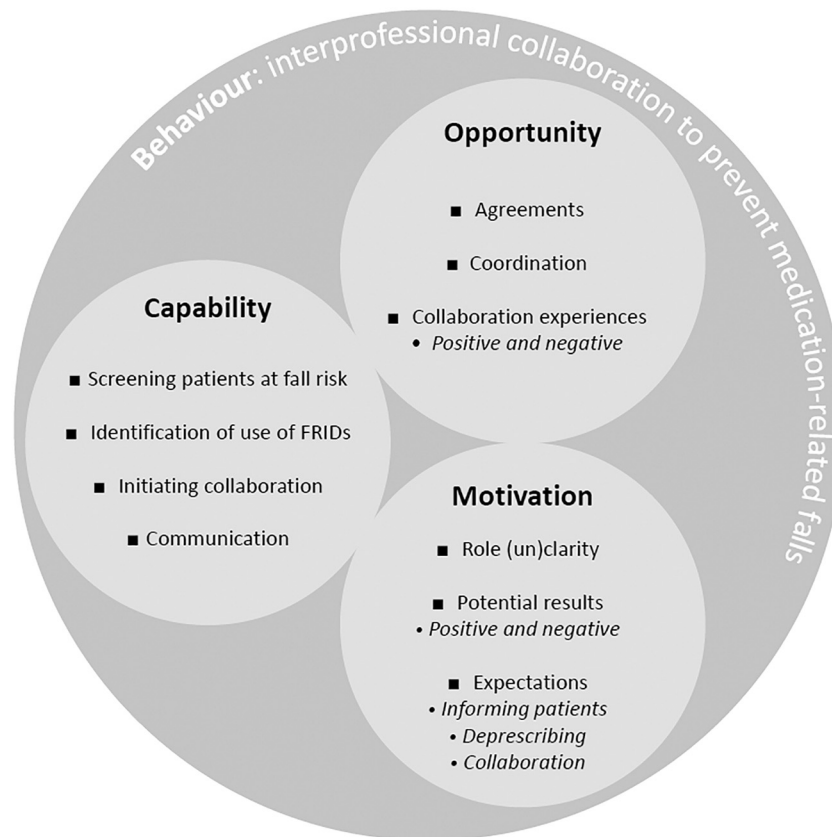 Behaviour: interprofessional collaboration to prevent medication-related falls
Opportunity
■ Agreements
■ Coordination
■ Collaboration experiences
• Positive and negative
Capability
■ Screening patients at fall risk
■ Identification of use of FRIDs
■ Initiating collaboration
■ Communication
Motivation
■ Role (un)clarity
■ Potential results
• Positive and negative
■ Expectations
• Informing patients
• Deprescribing
• Collaboration